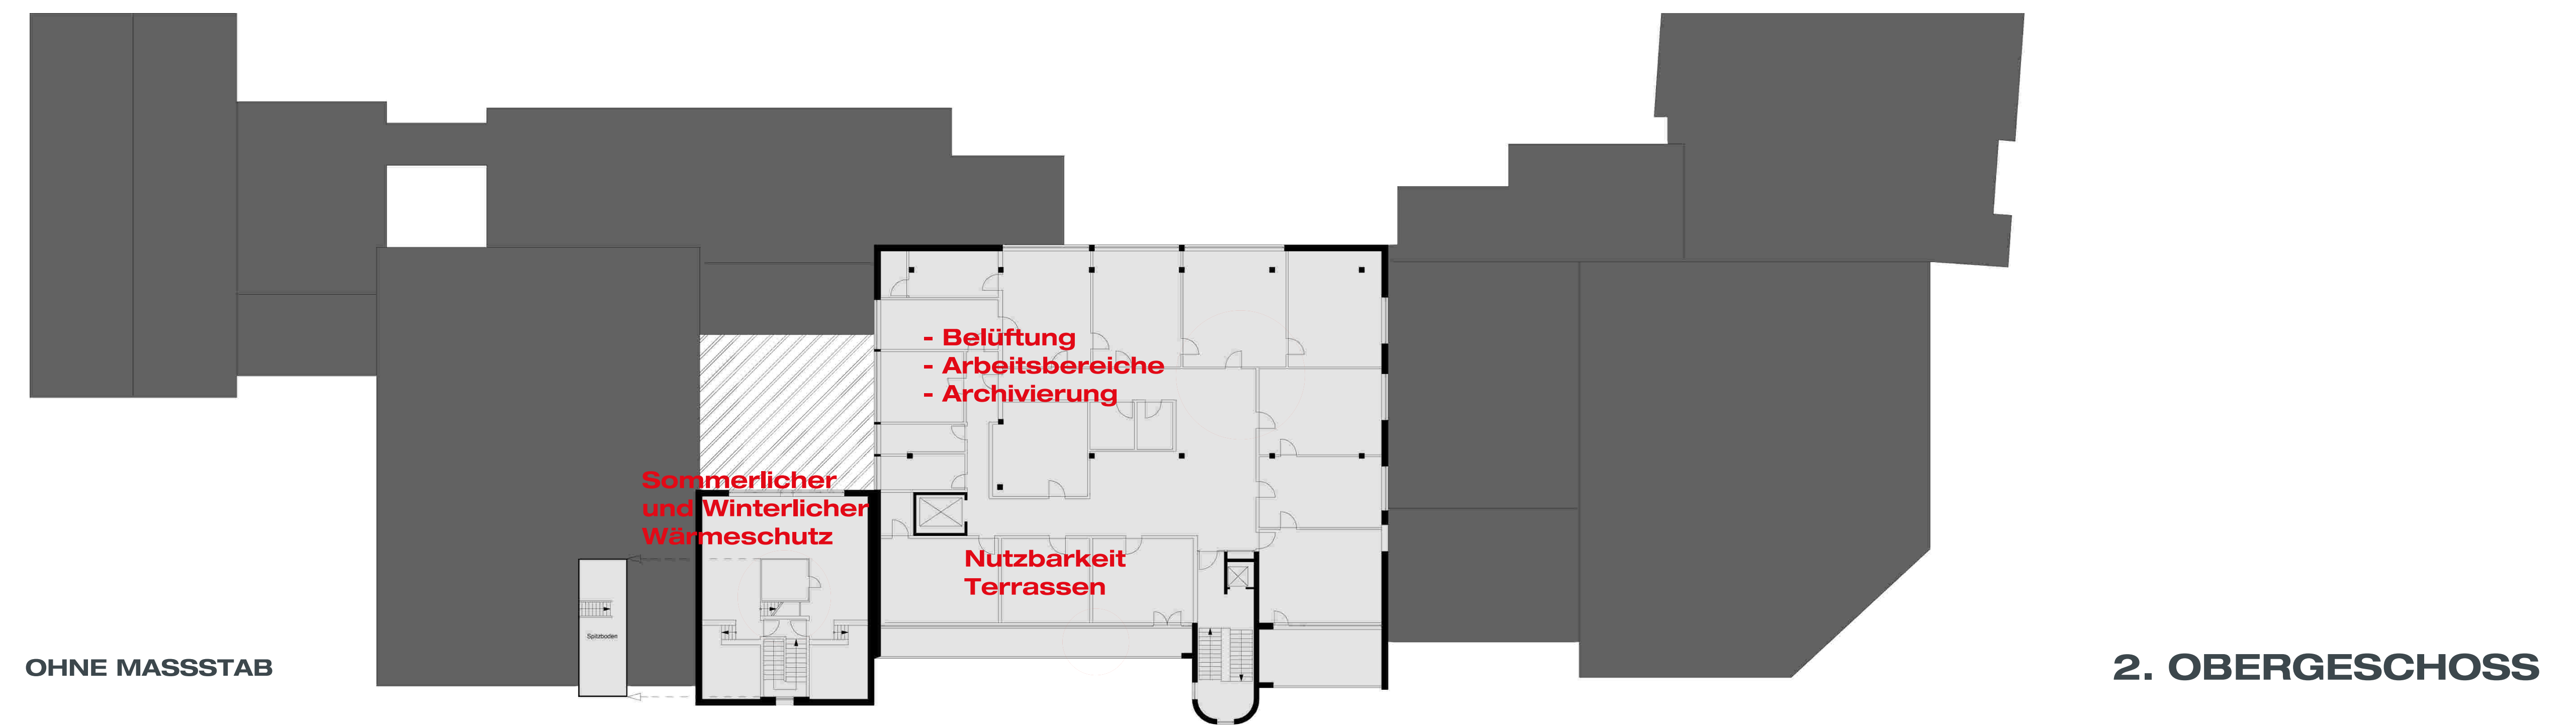 - Belüftung
- Arbeitsbereiche
- Archivierung
Sommerlicher
und Winterlicher
Wärmeschutz
Nutzbarkeit
Terrassen
Spitzboden
OHNE MASSSTAB
2. OBERGESCHOSS